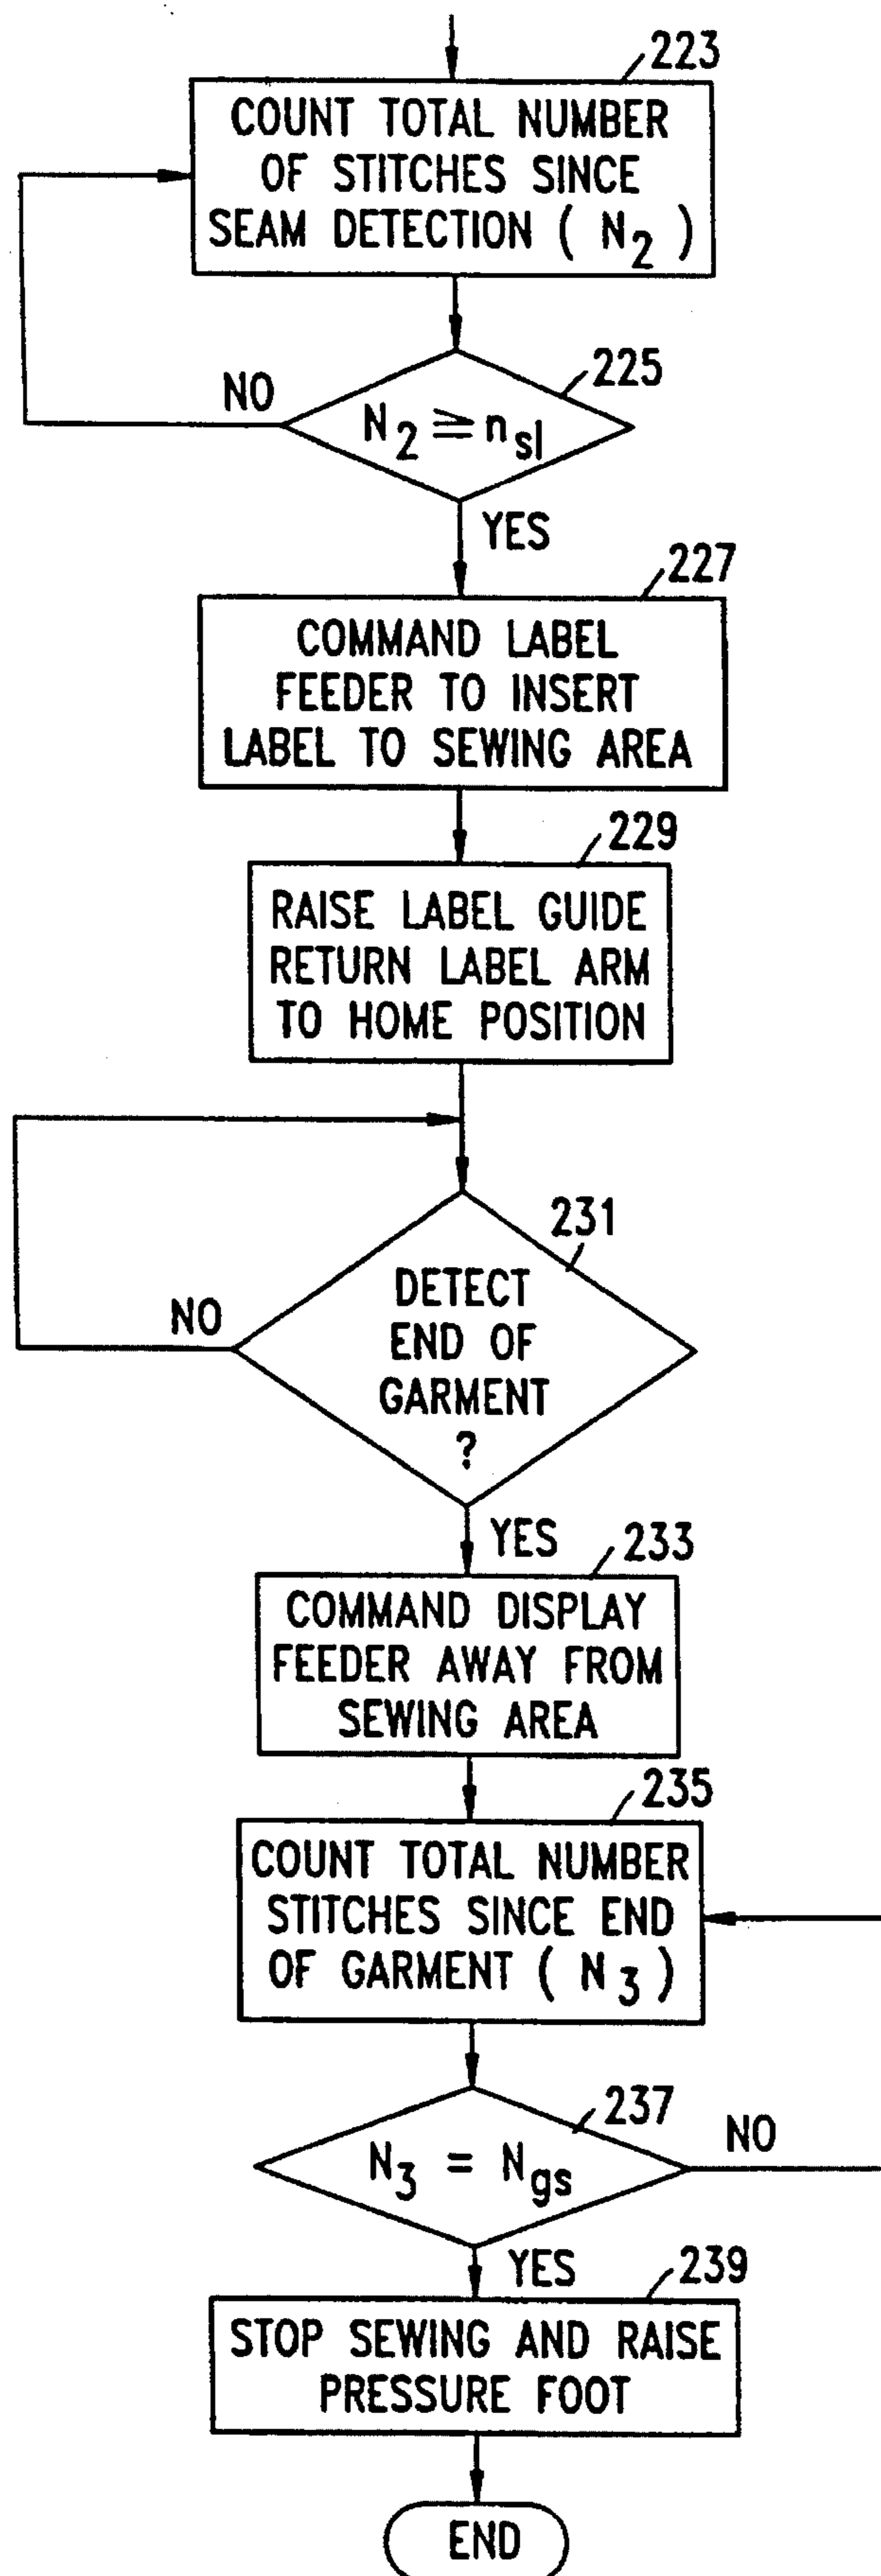 223
COUNT TOTAL NUMBER
OF STITCHES SINCE
SEAM DETECTION ( N2 )
225
NO
N2 ≧ nsl
YES
227
COMMAND LABEL
FEEDER TO INSERT
LABEL TO SEWING AREA
229
RAISE LABEL GUIDE
RETURN LABEL ARM
TO HOME POSITION
231
NO
DETECT
END OF
GARMENT
?
YES
233
COMMAND DISPLAY
FEEDER AWAY FROM
SEWING AREA
235
COUNT TOTAL NUMBER
STITCHES SINCE END
OF GARMENT ( N3 )
237
NO
N3 = Ngs
YES
239
STOP SEWING AND RAISE
PRESSURE FOOT
END